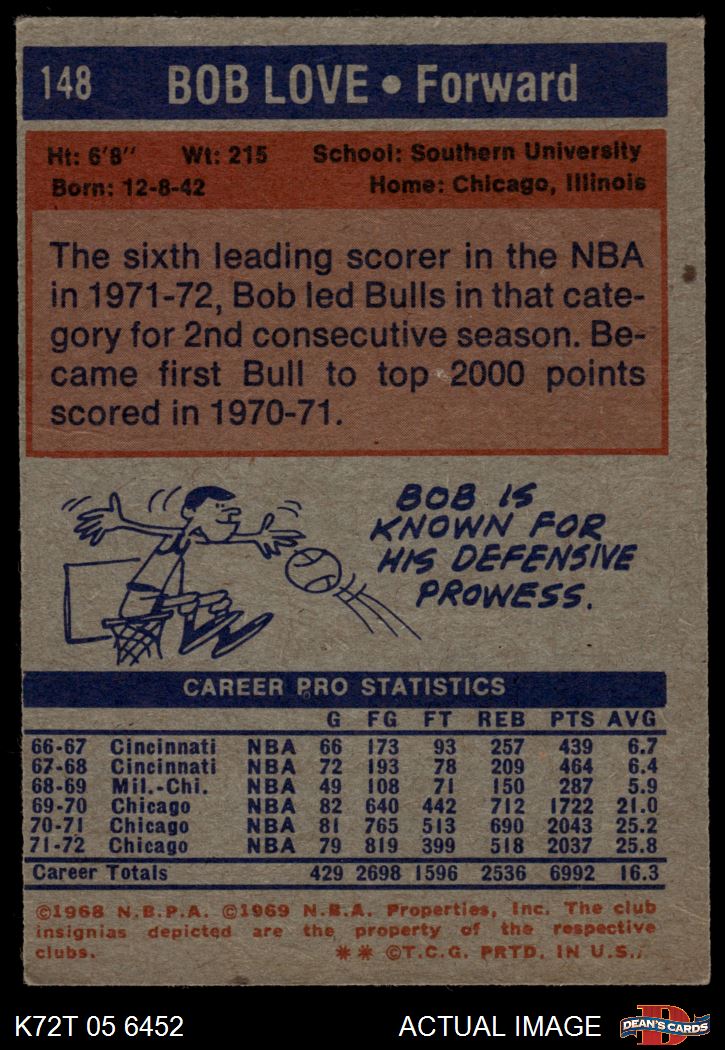 148 BOB LOVE • Forward
Ht: 6'8" Wt: 215 School: Southern University
Born: 12-8-42 Home: Chicago, Illinois
The sixth leading scorer in the NBA
in 1971-72, Bob led Bulls in that cate-
gory for 2nd consecutive season. Be-
came first Bull to top 2000 points
scored in 1970-71.
BOB IS
KNOWN FOR
HIS DEFENSIVE
PROWESS.
CAREER PRO STATISTICS
G FG FT REB PTS AVG
66-67 Cincinnati NBA 66 173 93 257 439 6.7
67-68 Cincinnati NBA 72 193 78 209 464 6.4
68-69 Mil.-Chi. NBA 49 108 71 150 287 5.9
69-70 Chicago NBA 82 640 442 712 1722 21.0
70-71 Chicago NBA 81 765 513 690 2043 25.2
71-72 Chicago NBA 79 819 399 518 2037 25.8
Career Totals 429 2698 1596 2536 6992 16.3
©1968 N.B.P.A. ©1969 N.B.A. Properties, Inc. The club
insignias depicted are the property of the respective
clubs. ** ©T.C.G. PRTD. IN U.S.A.
K72T 05 6452 ACTUAL IMAGE D DEAN'S CARDS